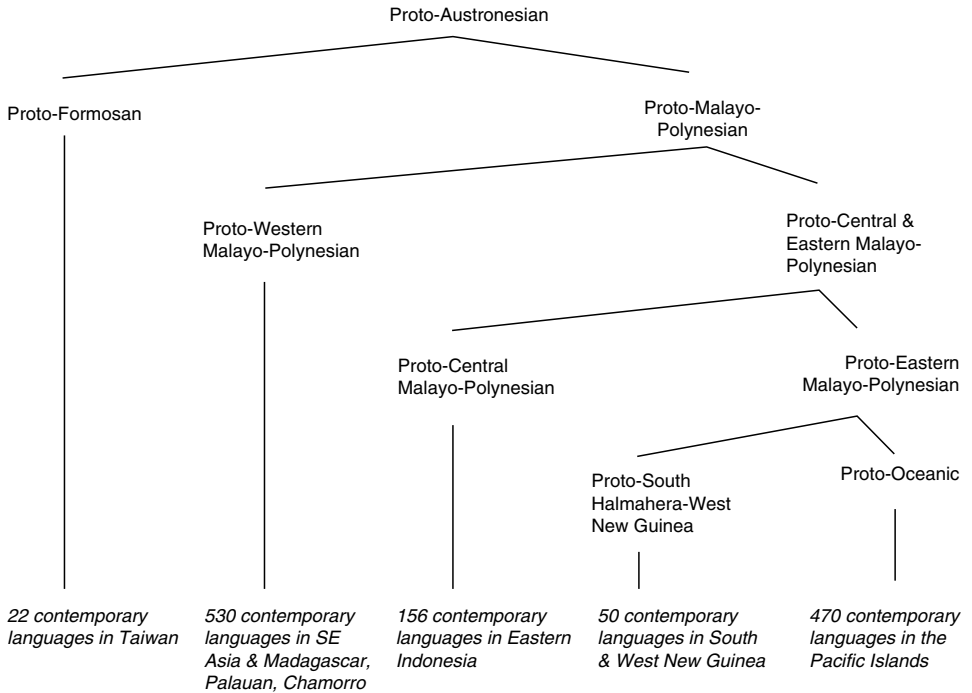 Proto-Austronesian
Proto-Formosan
Proto-Malayo-
Polynesian
Proto-Western
Malayo-Polynesian
Proto-Central &
Eastern Malayo-
Polynesian
Proto-Central
Malayo-Polynesian
Proto-Eastern
Malayo-Polynesian
Proto-South
Halmahera-West
New Guinea
Proto-Oceanic
22 contemporary
languages in Taiwan
530 contemporary
languages in SE
Asia & Madagascar,
Palauan, Chamorro
156 contemporary
languages in Eastern
Indonesia
50 contemporary
languages in South
& West New Guinea
470 contemporary
languages in the
Pacific Islands